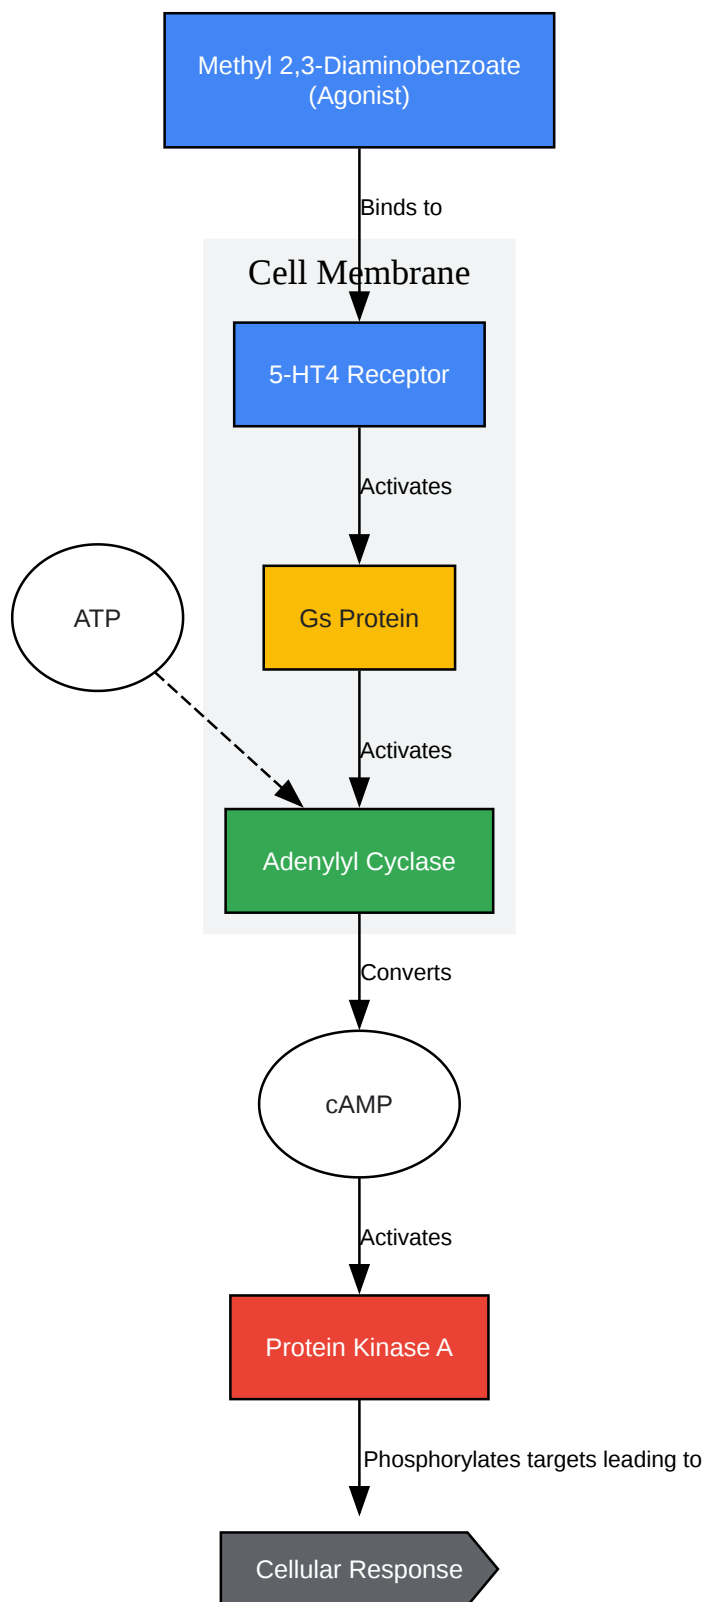 Methyl 2,3-Diaminobenzoate
(Agonist)
Binds to
Cell Membrane
5-HT4 Receptor
Activates
ATP
Gs Protein
Activates
Adenylyl Cyclase
Converts
cAMP
Activates
Protein Kinase A
Phosphorylates targets leading to
Cellular Response